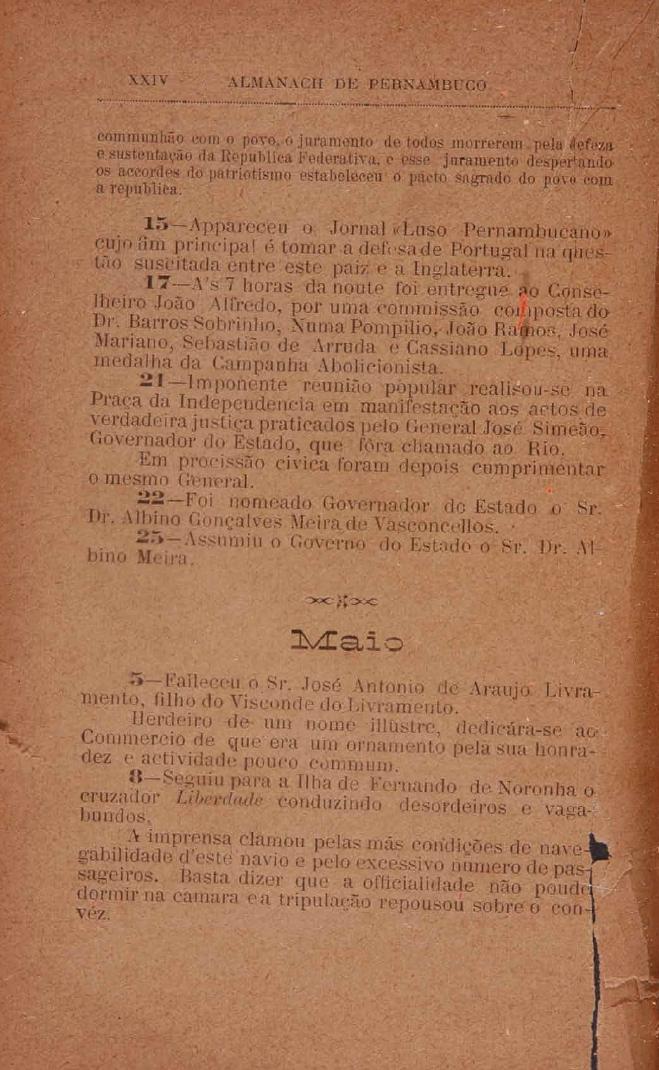 XXIV ALMANACH DE PERNAMBUCO
communhão com o povo, o juramento de todos morrerem pela defeza
e sustentação da Republica Federativa, e esse juramento despertando
os accordes do patriotismo estabeleceu o pacto sagrado do povo com
a republica.
15—Appareceu o Jornal «Luso Pernambucano»
cujo fim principal é tomar a defesa de Portugal na ques-
tão suscitada entre este paiz e a Inglaterra.
17—A's 7 horas da noute foi entregue ao Conse-
lheiro João Alfredo, por uma commissão composta do
Dr. Barros Sobrinho, Numa Pompilio, João Ramos, José
Mariano, Sebastião de Arruda e Cassiano Lopes, uma
medalha da Campanha Abolicionista.
21—Imponente reunião popular realisou-se na
Praça da Independencia em manifestação aos actos de
verdadeira justiça praticados pelo General José Simeão,
Governador do Estado, que fôra chamado ao Rio.
Em procissão civica foram depois cumprimentar
o mesmo General.
22—Foi nomeado Governador do Estado o Sr.
Dr. Albino Gonçalves Meira de Vasconcellos.
25—Assumiu o Governo do Estado o Sr. Dr. Al-
bino Meira.
Maio
5—Falleceu o Sr. José Antonio de Araujo Livra-
mento, filho do Visconde do Livramento.
Herdeiro de um nome illustre, dedicára-se ao
Commercio de que era um ornamento pela sua honra-
dez e actividade pouco commum.
8—Seguiu para a Ilha de Fernando de Noronha o
cruzador Liberdade conduzindo desordeiros e vaga-
bundos.
A imprensa clamou pelas más condições de nave-
gabilidade d'este navio e pelo excessivo numero de pas-
sageiros. Basta dizer que a officialidade não poude
dormir na camara e a tripulação repousou sobre o con-
véz.